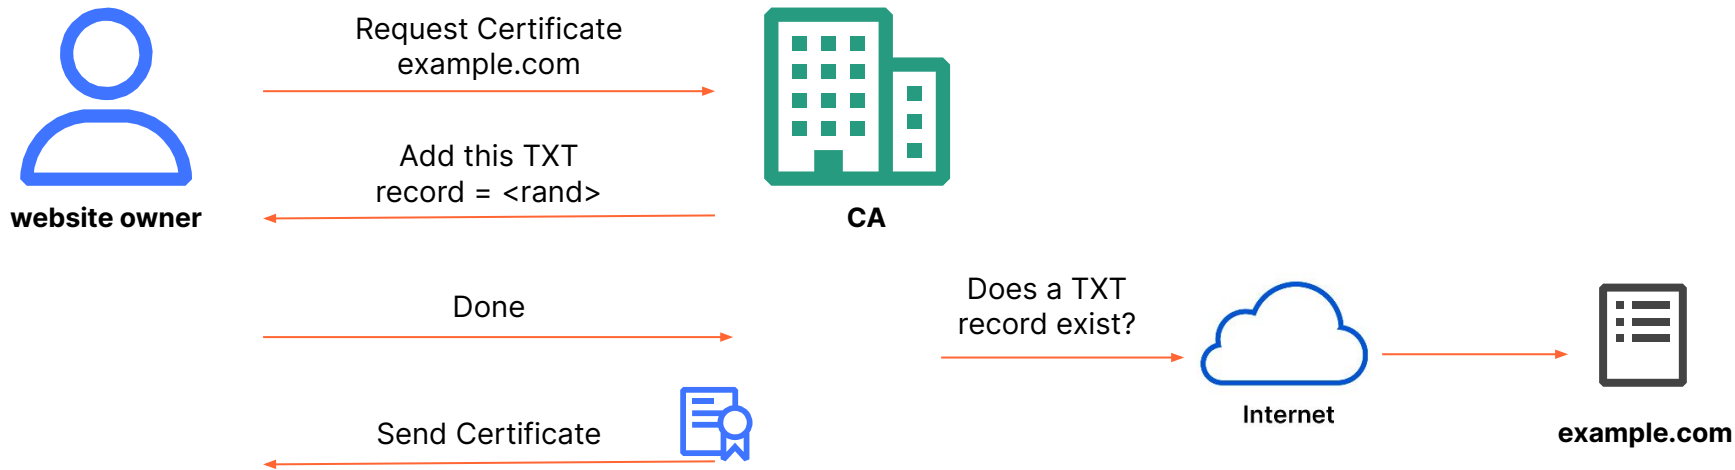 Request Certificate
example.com
Add this TXT
record = <rand>
website owner
CA
Does a TXT
record exist?
Done
Internet
example.com
Send Certificate